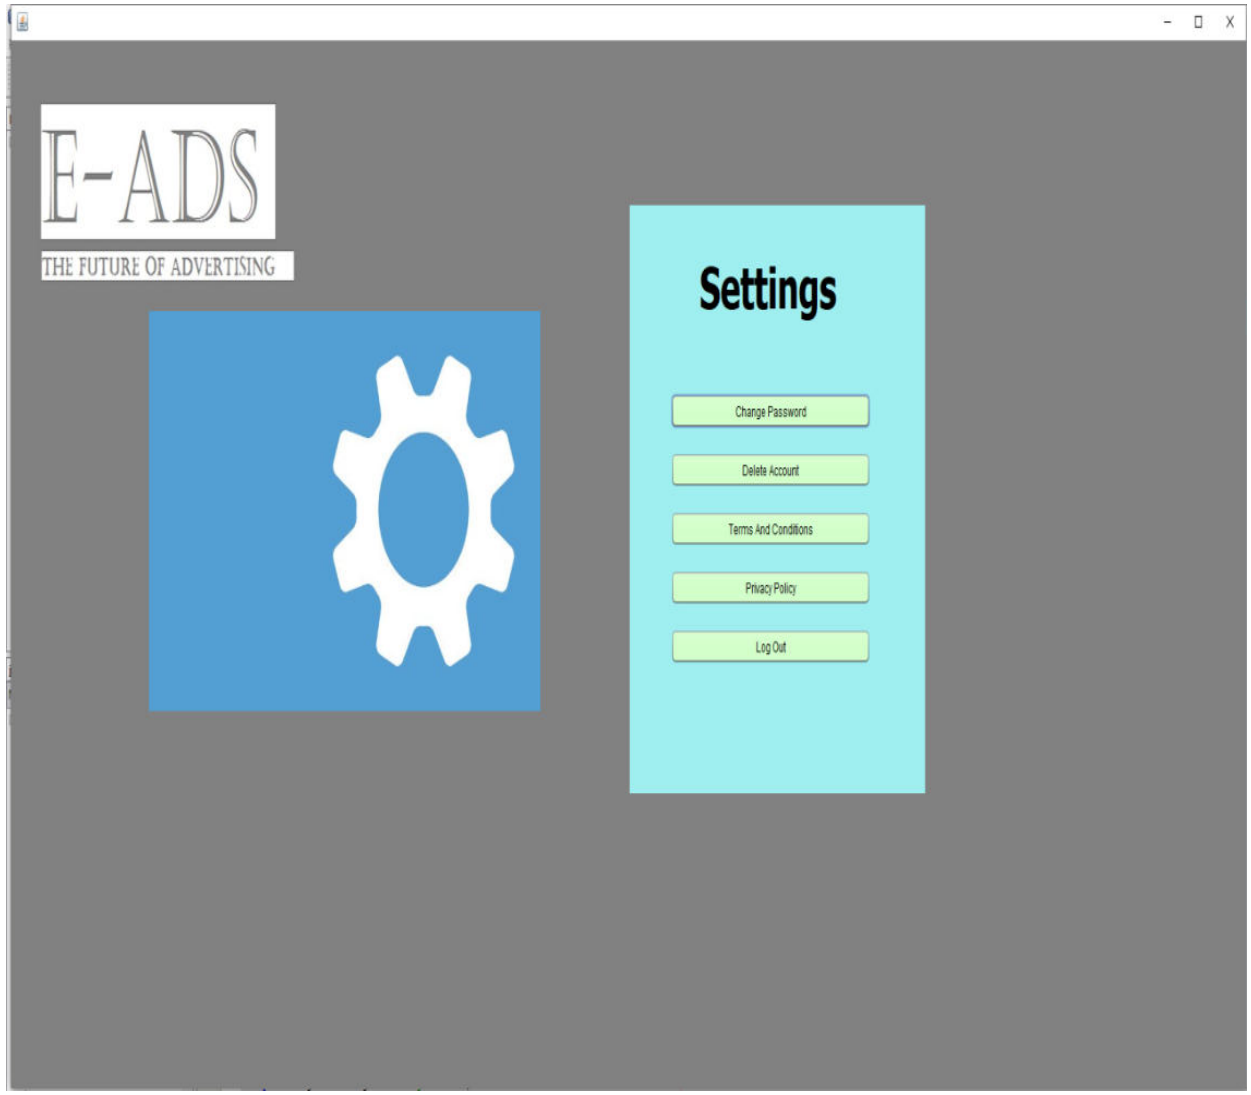 E-ADS
THE FUTURE OF ADVERTISING
Settings
Change Password
Delete Account
Terms And Conditions
Privacy Policy
Log Out